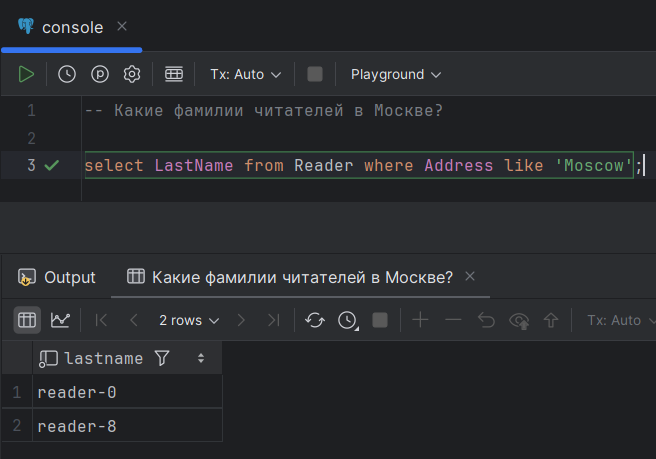 console
Tx: Auto
Playground
1 -- Какие фамилии читателей в Москве?
2
3 select LastName from Reader where Address like 'Moscow';
Output
Какие фамилии читателей в Москве?
2 rows
Tx: Auto
lastname
1 reader-0
2 reader-8